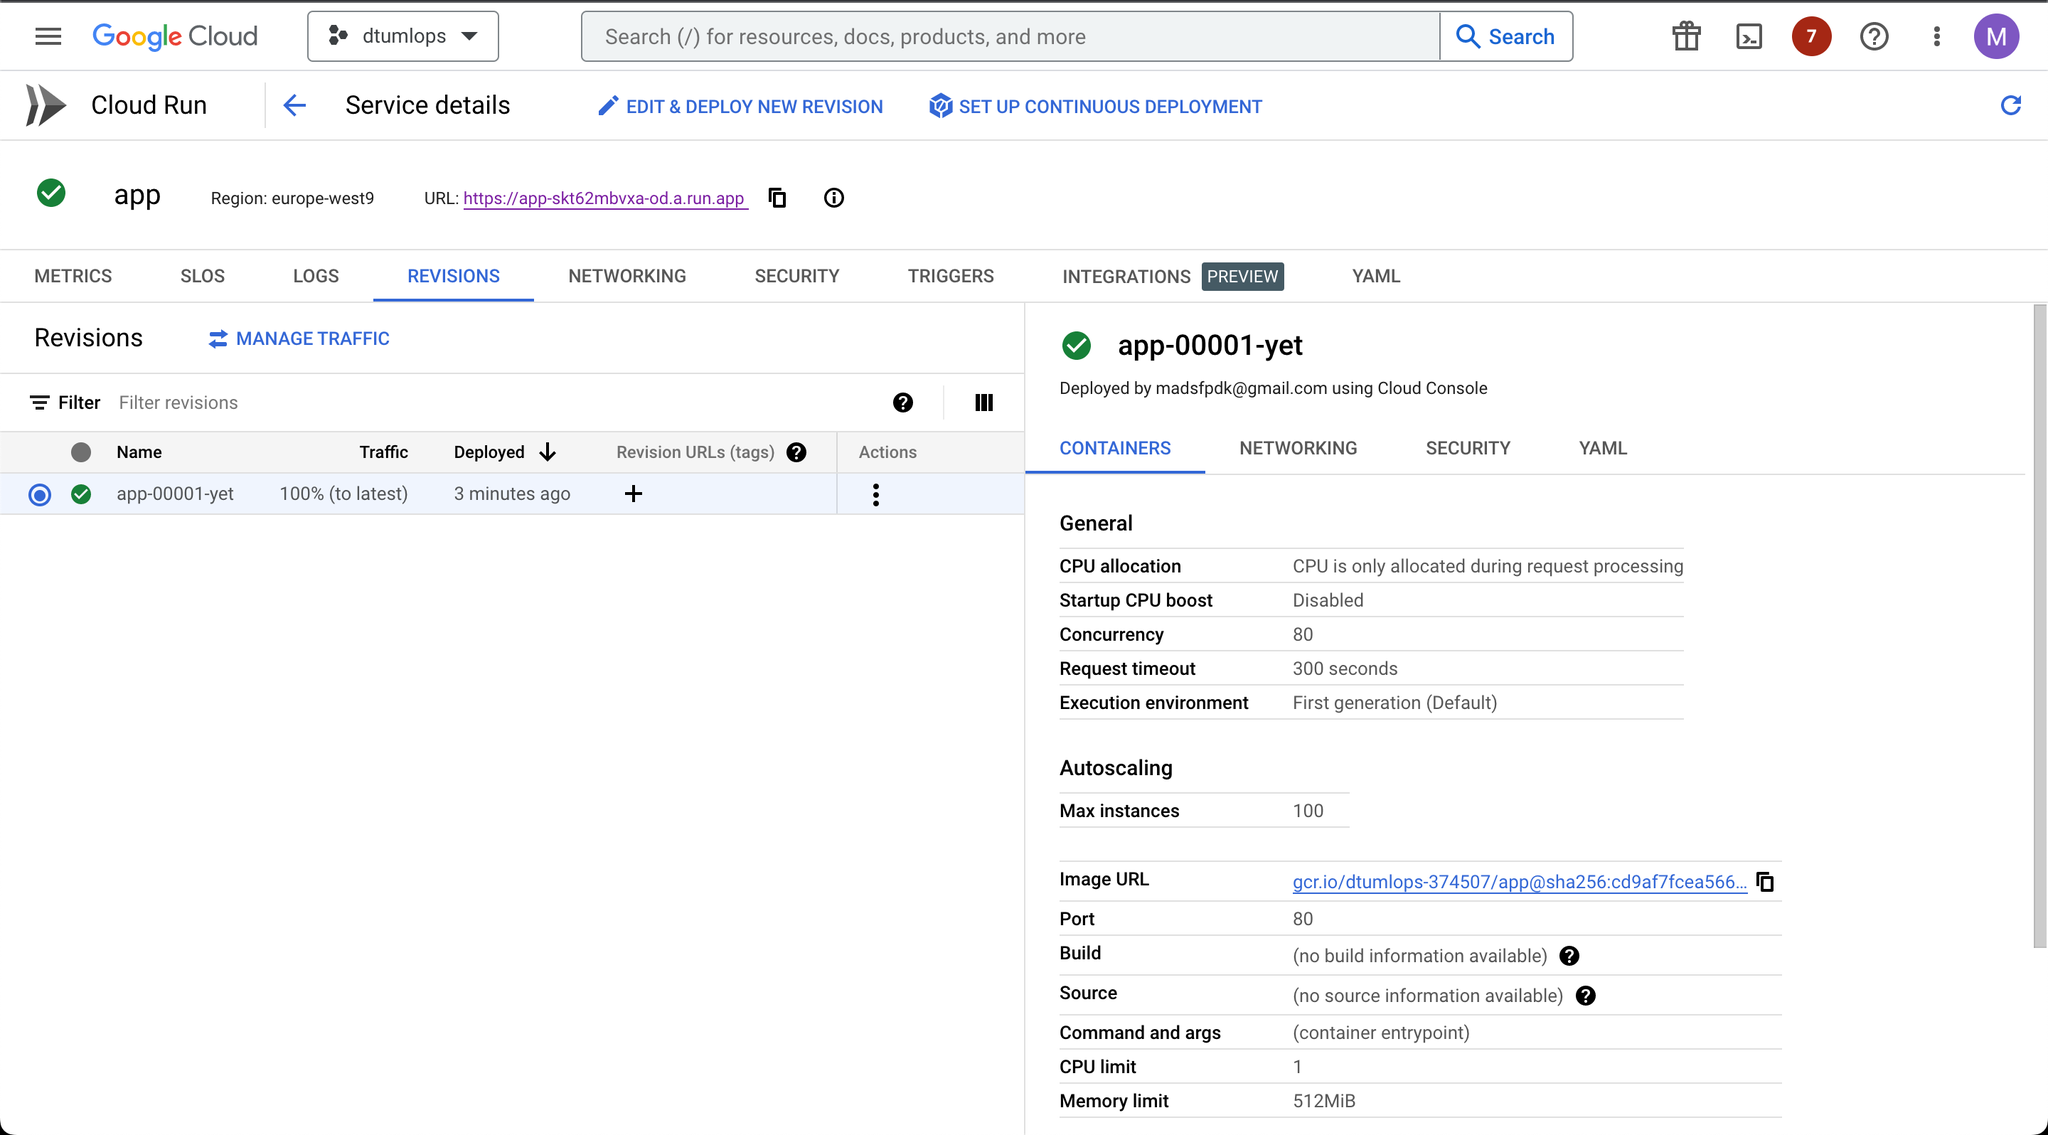 Google Cloud
dtumlops
Search (/) for resources, docs, products, and more
Search
7
M
Cloud Run
Service details
EDIT & DEPLOY NEW REVISION
SET UP CONTINUOUS DEPLOYMENT
app
Region: europe-west9
URL: https://app-skt62mbvxa-od.a.run.app
METRICS
SLOS
LOGS
REVISIONS
NETWORKING
SECURITY
TRIGGERS
INTEGRATIONS PREVIEW
YAML
Revisions
MANAGE TRAFFIC
Filter Filter revisions
Name Traffic Deployed Revision URLs (tags) Actions
app-00001-yet 100% (to latest) 3 minutes ago
app-00001-yet
Deployed by madsfpdk@gmail.com using Cloud Console
CONTAINERS
NETWORKING
SECURITY
YAML
General
CPU allocation CPU is only allocated during request processing
Startup CPU boost Disabled
Concurrency 80
Request timeout 300 seconds
Execution environment First generation (Default)
Autoscaling
Max instances 100
Image URL gcr.io/dtumlops-374507/app@sha256:cd9af7fcea566...
Port 80
Build (no build information available)
Source (no source information available)
Command and args (container entrypoint)
CPU limit 1
Memory limit 512MiB